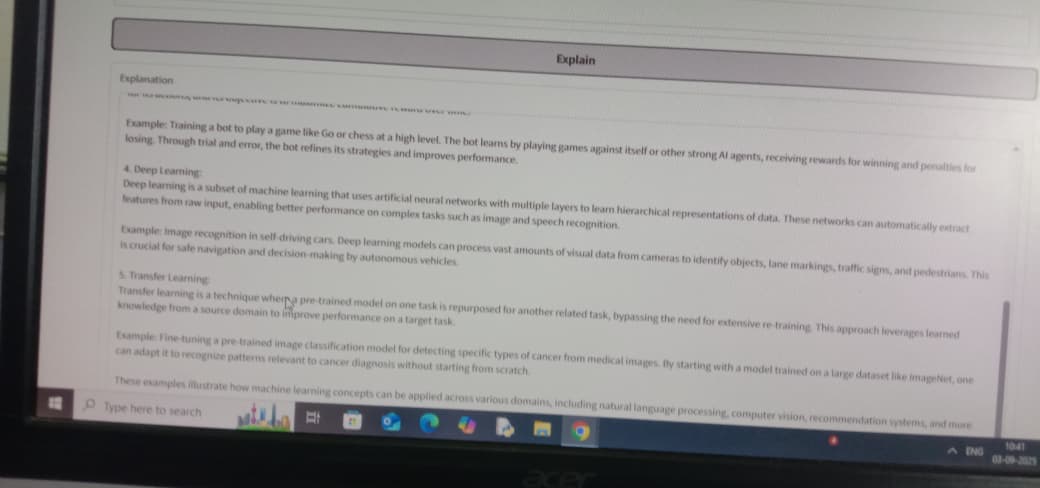 Explain
Explanation
Example: Training a bot to play a game like Go or chess at a high level. The bot learns by playing games against itself or other strong AI agents, receiving rewards for winning and penalties for
losing. Through trial and error, the bot refines its strategies and improves performance.
4. Deep Learning:
Deep learning is a subset of machine learning that uses artificial neural networks with multiple layers to learn hierarchical representations of data. These networks can automatically extract
features from raw input, enabling better performance on complex tasks such as image and speech recognition.
Example: Image recognition in self-driving cars. Deep learning models can process vast amounts of visual data from cameras to identify objects, lane markings, traffic signs, and pedestrians. This
is crucial for safe navigation and decision-making by autonomous vehicles.
5. Transfer Learning:
Transfer learning is a technique where a pre-trained model on one task is repurposed for another related task, bypassing the need for extensive re-training. This approach leverages learned
knowledge from a source domain to improve performance on a target task.
Example: Fine-tuning a pre-trained image classification model for detecting specific types of cancer from medical images. By starting with a model trained on a large dataset like ImageNet, one
can adapt it to recognize patterns relevant to cancer diagnosis without starting from scratch.
These examples illustrate how machine learning concepts can be applied across various domains, including natural language processing, computer vision, recommendation systems, and more
Type here to search
ENG
10:41
03-09-2025
acer